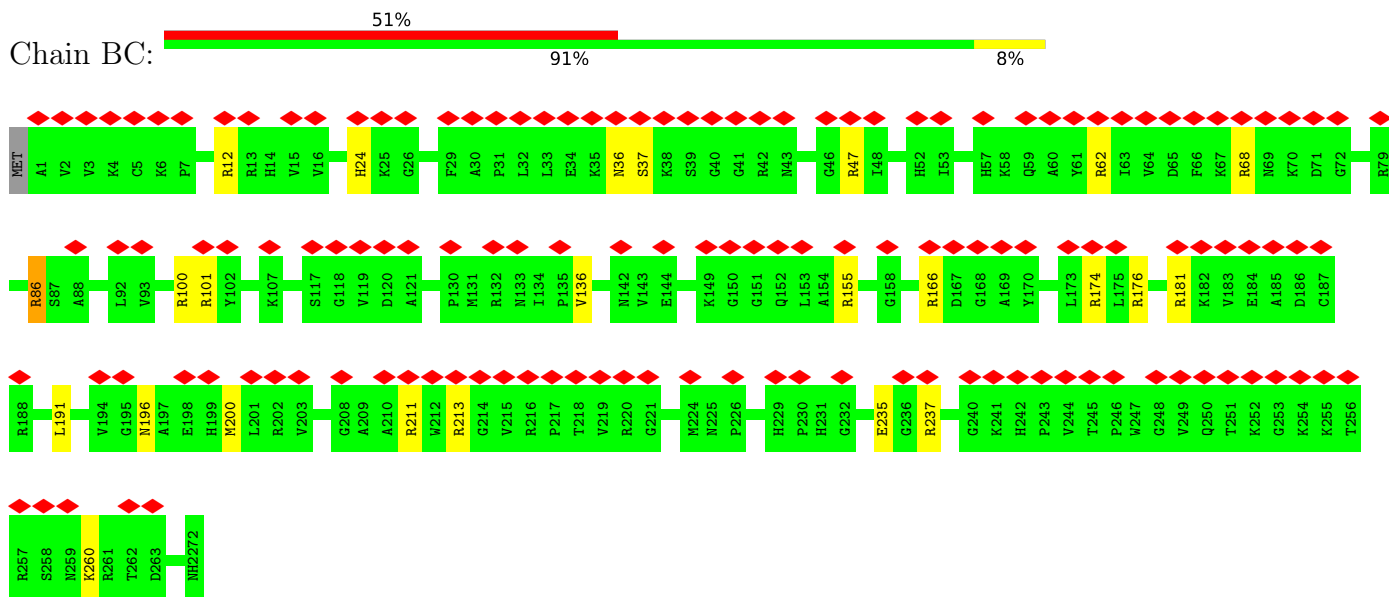 51%
Chain BC:
91% 8%
MET A1 V2 V3 K4 C5 K6 P7 R12 R13 H14 V15 V16 H24 K25 G26 F29 A30 P31 L32 L33 E34 K35 N36 S37 K38 S39 G40 G41 R42 N43 G46 R47 I48 H52 I53 H57 K58 Q59 A60 Y61 R62 I63 V64 D65 F66 K67 R68 N69 K70 D71 G72 R79
R86 S87 A88 L92 V93 R100 R101 Y102 K107 S117 G118 V119 D120 A121 P130 M131 R132 N133 I134 P135 V136 N142 V143 E144 K149 G150 G151 Q152 L153 A154 R155 G158 R166 D167 G168 A169 Y170 L173 R174 L175 R176 R181 K182 V183 E184 A185 D186 C187
R188 L191 V194 G195 N196 A197 E198 H199 M200 L201 R202 V203 G208 A209 A210 R211 W212 R213 G214 V215 R216 P217 T218 V219 R220 G221 M224 N225 P226 H229 P230 H231 G232 E235 G236 R237 G240 K241 H242 P243 V244 T245 P246 W247 G248 V249 Q250 T251 K252 G253 K254 K255 T256
R257 S258 N259 K260 R261 T262 D263 NH2272